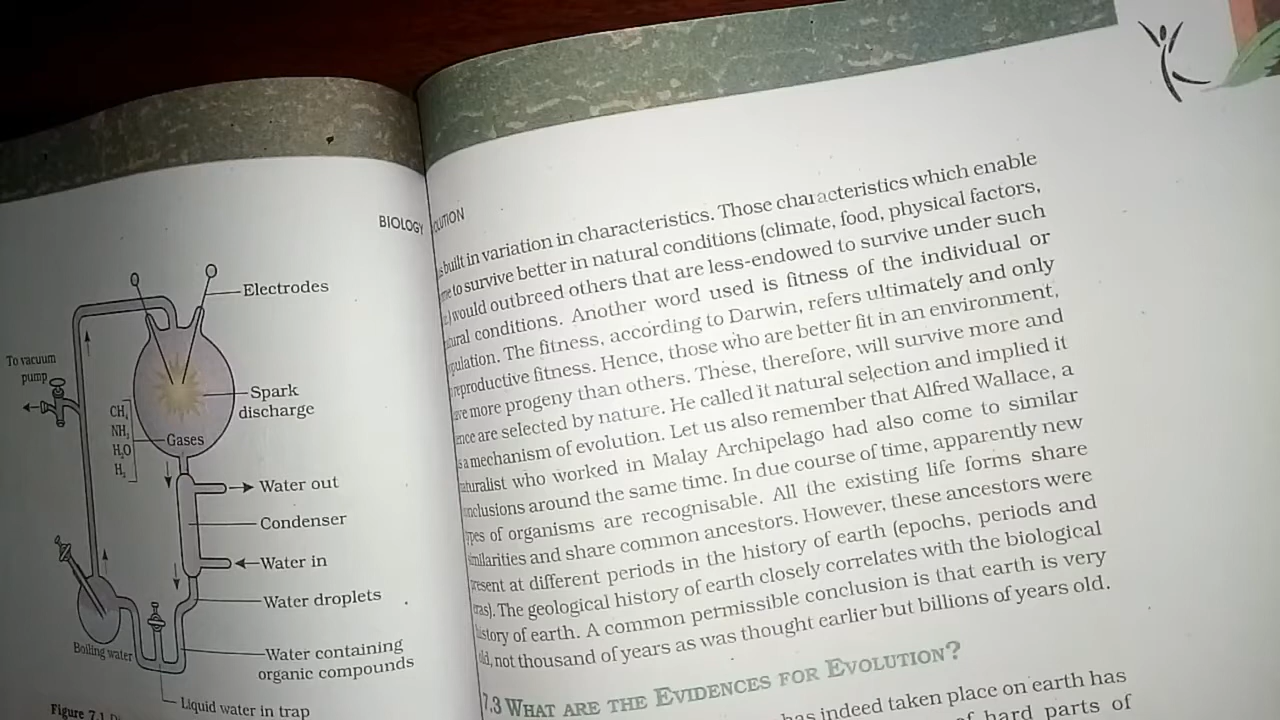 BIOLOGY
Electrodes
To vacuum
pump
Spark
discharge
CH4
NH3
H2O
H2
Gases
Water out
Condenser
Water in
Water droplets
Boiling water
Water containing
organic compounds
Liquid water in trap
Figure 7.1
OLUTION
built in variation in characteristics. Those characteristics which enable
to survive better in natural conditions (climate, food, physical factors,
would outbreed others that are less-endowed to survive under such
conditions. Another word used is fitness of the individual or
The fitness, according to Darwin, refers ultimately and only
reproductive fitness. Hence, those who are better fit in an environment,
more progeny than others. These, therefore, will survive more and
are selected by nature. He called it natural selection and implied it
a mechanism of evolution. Let us also remember that Alfred Wallace, a
who worked in Malay Archipelago had also come to similar
around the same time. In due course of time, apparently new
of organisms are recognisable. All the existing life forms share
and share common ancestors. However, these ancestors were
at different periods in the history of earth (epochs, periods and
eras). The geological history of earth closely correlates with the biological
of earth. A common permissible conclusion is that earth is very
not thousand of years as was thought earlier but billions of years old.
7.3 WHAT ARE THE EVIDENCES FOR EVOLUTION?
has indeed taken place on earth has
of hard parts of